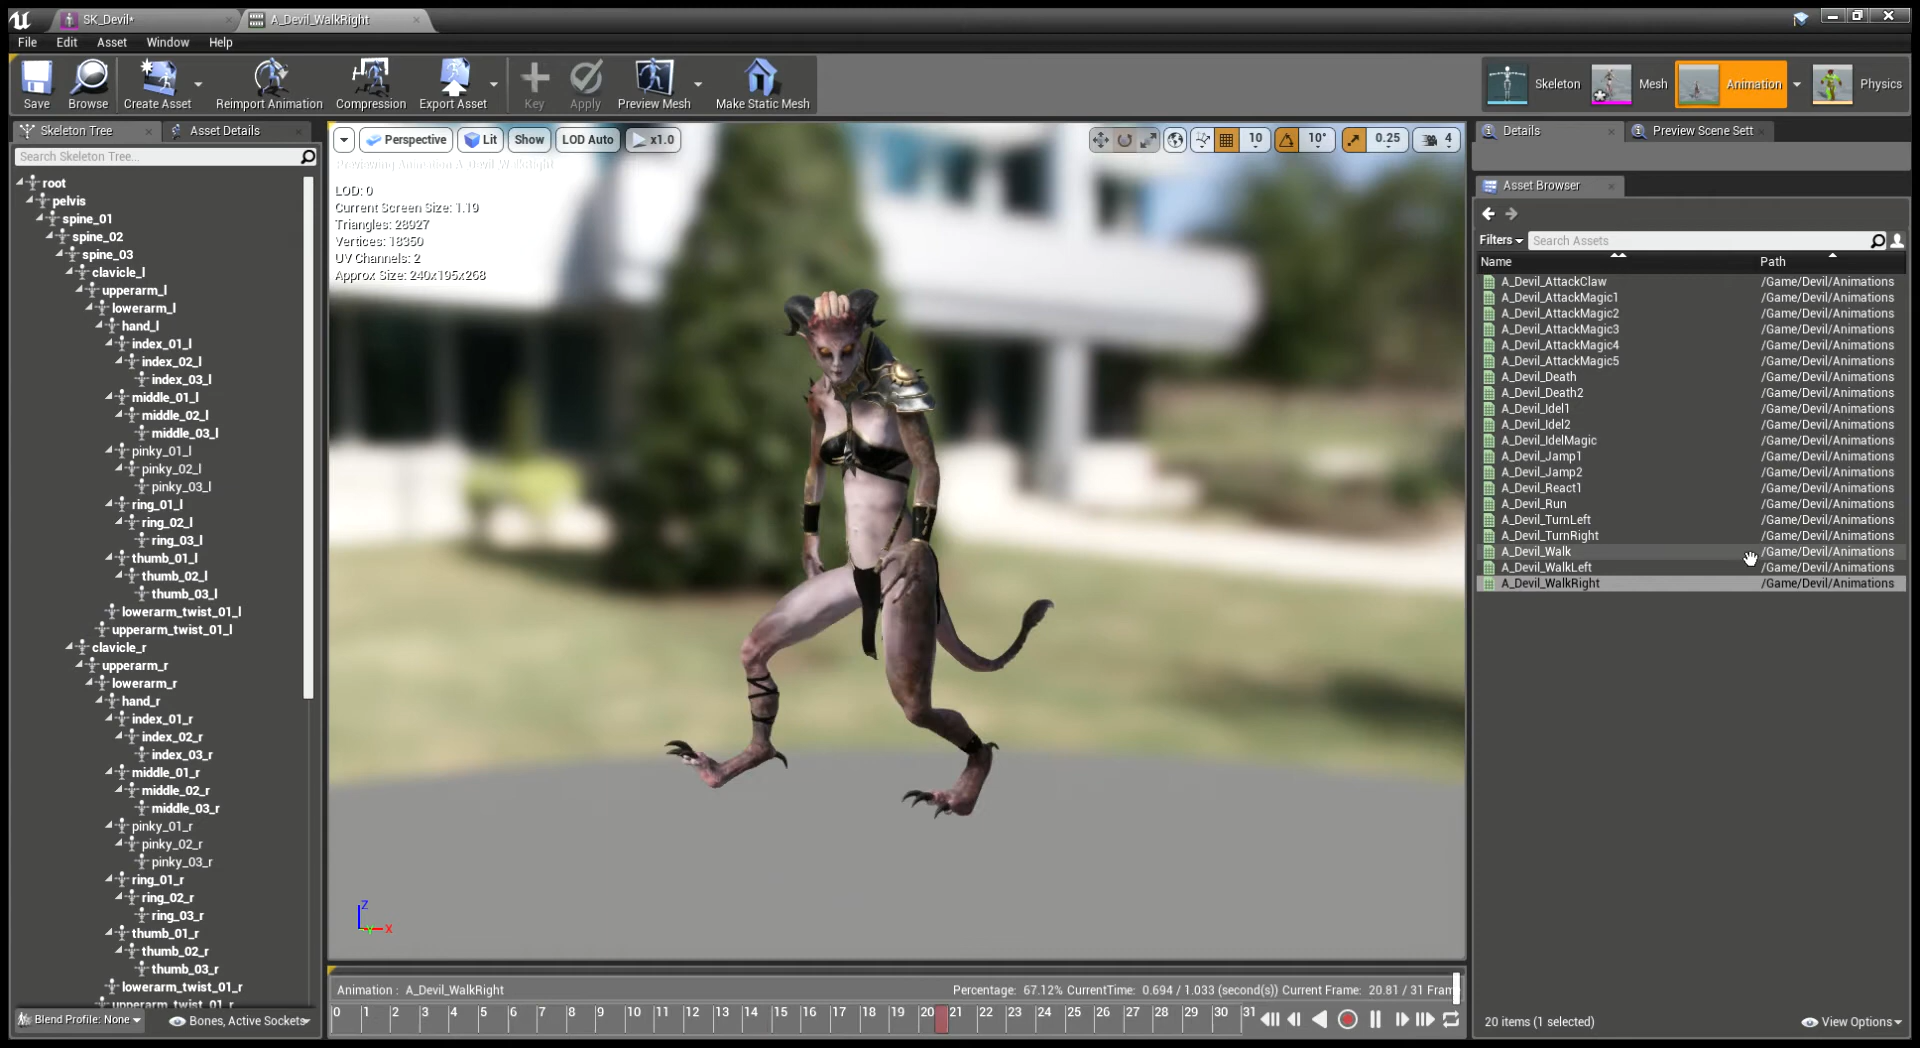 SK_Devil*
A_Devil_WalkRight
File Edit Asset Window Help
Save Browse Create Asset Reimport Animation Compression Export Asset Key Apply Preview Mesh Make Static Mesh
Skeleton Mesh Animation Physics
Skeleton Tree
Asset Details
Search Skeleton Tree...
root
pelvis
spine_01
spine_02
spine_03
clavicle_l
upperarm_l
lowerarm_l
hand_l
index_01_l
index_02_l
index_03_l
middle_01_l
middle_02_l
middle_03_l
pinky_01_l
pinky_02_l
pinky_03_l
ring_01_l
ring_02_l
ring_03_l
thumb_01_l
thumb_02_l
thumb_03_l
lowerarm_twist_01_l
upperarm_twist_01_l
clavicle_r
upperarm_r
lowerarm_r
hand_r
index_01_r
index_02_r
index_03_r
middle_01_r
middle_02_r
middle_03_r
pinky_01_r
pinky_02_r
pinky_03_r
ring_01_r
ring_02_r
ring_03_r
thumb_01_r
thumb_02_r
thumb_03_r
lowerarm_twist_01_r
upperarm_twist_01_r
Blend Profile: None
Bones, Active Sockets
Perspective Lit Show LOD Auto x1.0
10 10° 0.25 4
Previewing Animation A_Devil_WalkRight
LOD: 0
Current Screen Size: 1.19
Triangles: 28927
Vertices: 18350
UV Channels: 2
Approx Size: 240x195x268
Z
Y
X
Animation : A_Devil_WalkRight
Percentage: 67.12% CurrentTime: 0.694 / 1.033 (second(s)) Current Frame: 20.81 / 31 Fram
0 1 2 3 4 5 6 7 8 9 10 11 12 13 14 15 16 17 18 19 20 21 22 23 24 25 26 27 28 29 30 31
Details
Preview Scene Sett
Asset Browser
Filters
Search Assets
Name Path
A_Devil_AttackClaw /Game/Devil/Animations
A_Devil_AttackMagic1 /Game/Devil/Animations
A_Devil_AttackMagic2 /Game/Devil/Animations
A_Devil_AttackMagic3 /Game/Devil/Animations
A_Devil_AttackMagic4 /Game/Devil/Animations
A_Devil_AttackMagic5 /Game/Devil/Animations
A_Devil_Death /Game/Devil/Animations
A_Devil_Death2 /Game/Devil/Animations
A_Devil_Idel1 /Game/Devil/Animations
A_Devil_Idel2 /Game/Devil/Animations
A_Devil_IdelMagic /Game/Devil/Animations
A_Devil_Jamp1 /Game/Devil/Animations
A_Devil_Jamp2 /Game/Devil/Animations
A_Devil_React1 /Game/Devil/Animations
A_Devil_Run /Game/Devil/Animations
A_Devil_TurnLeft /Game/Devil/Animations
A_Devil_TurnRight /Game/Devil/Animations
A_Devil_Walk /Game/Devil/Animations
A_Devil_WalkLeft /Game/Devil/Animations
A_Devil_WalkRight /Game/Devil/Animations
20 items (1 selected)
View Options